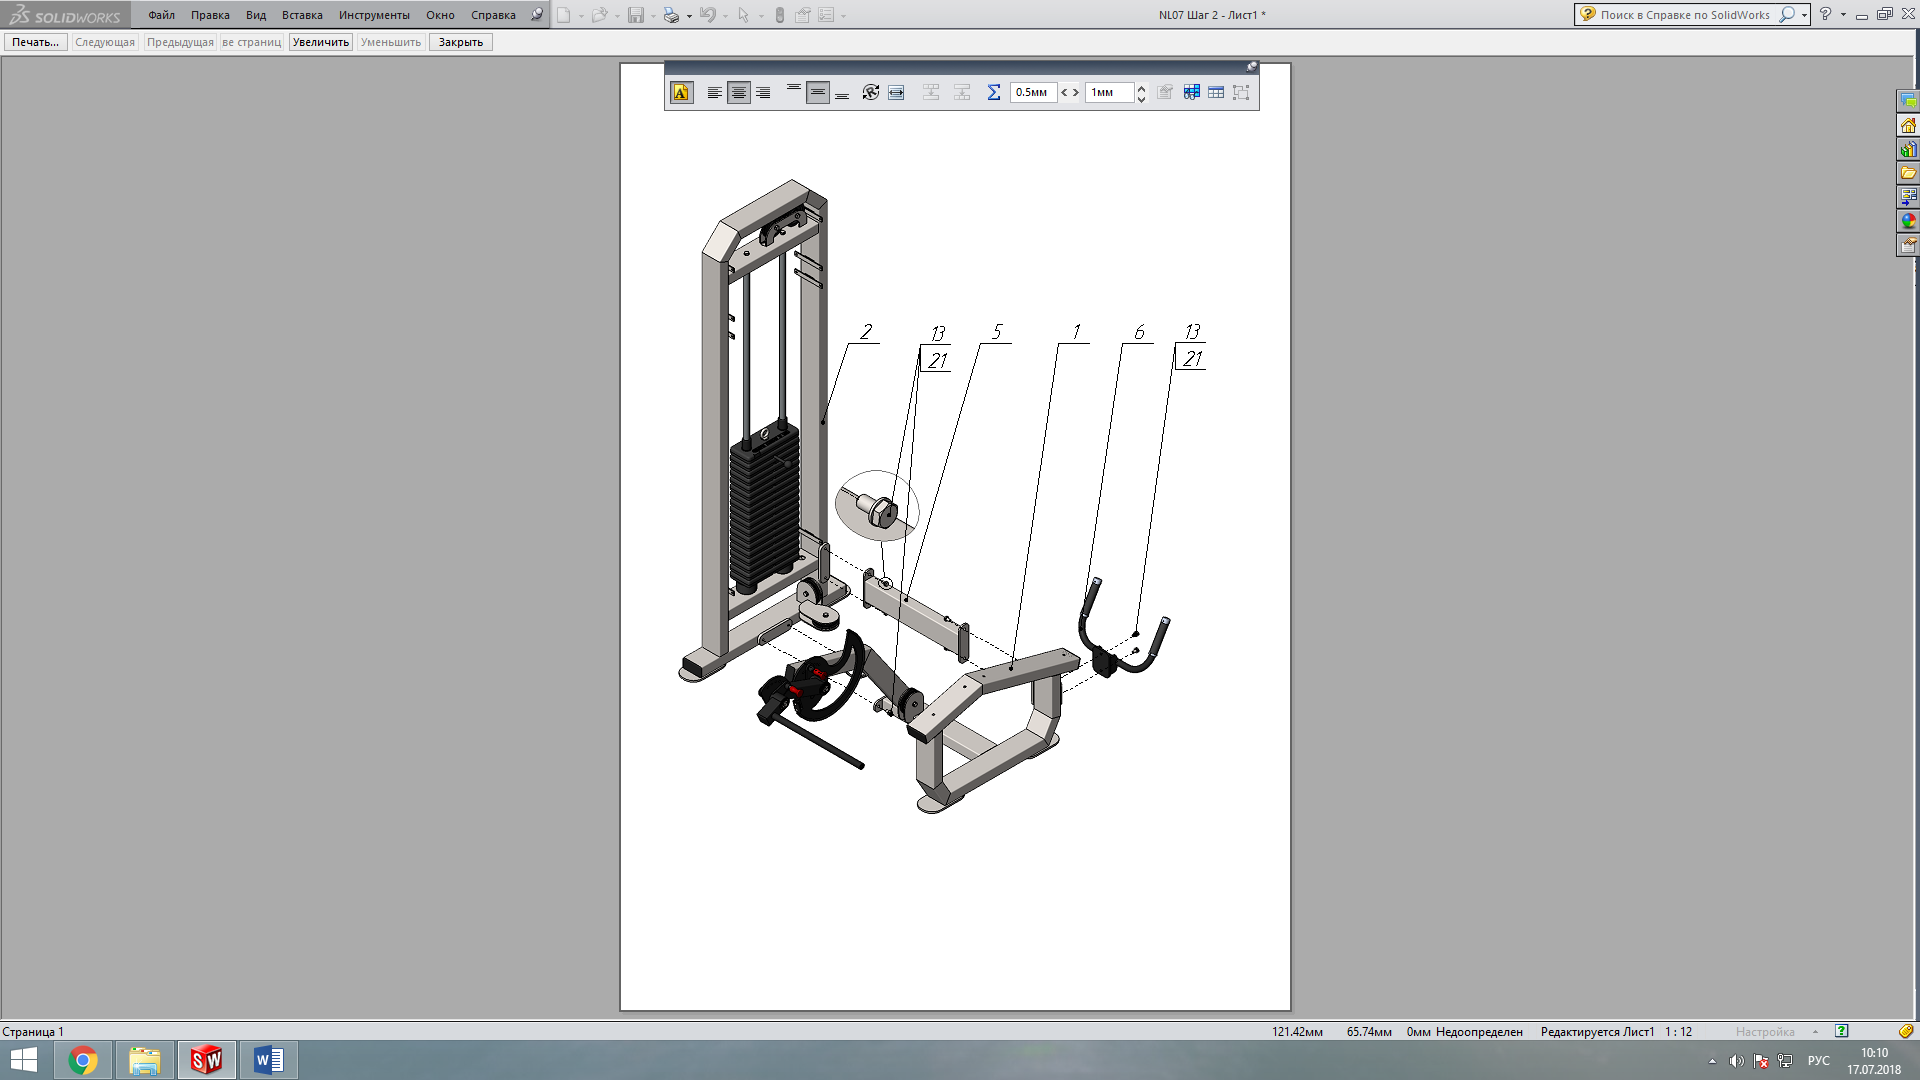 SOLIDWORKS
Файл Правка Вид Вставка Инструменты Окно Справка
NL07 Шаг 2 - Лист1 *
Поиск в Справке по SolidWorks
Печать... Следующая Предыдущая ве страниц Увеличить Уменьшить Закрыть
0.5мм 1мм
2 13 5 1 6 13
21 21
Страница 1
121.42мм 65.74мм 0мм Недоопределен Редактируется Лист1 1 : 12 Настройка
РУС
10:10
17.07.2018